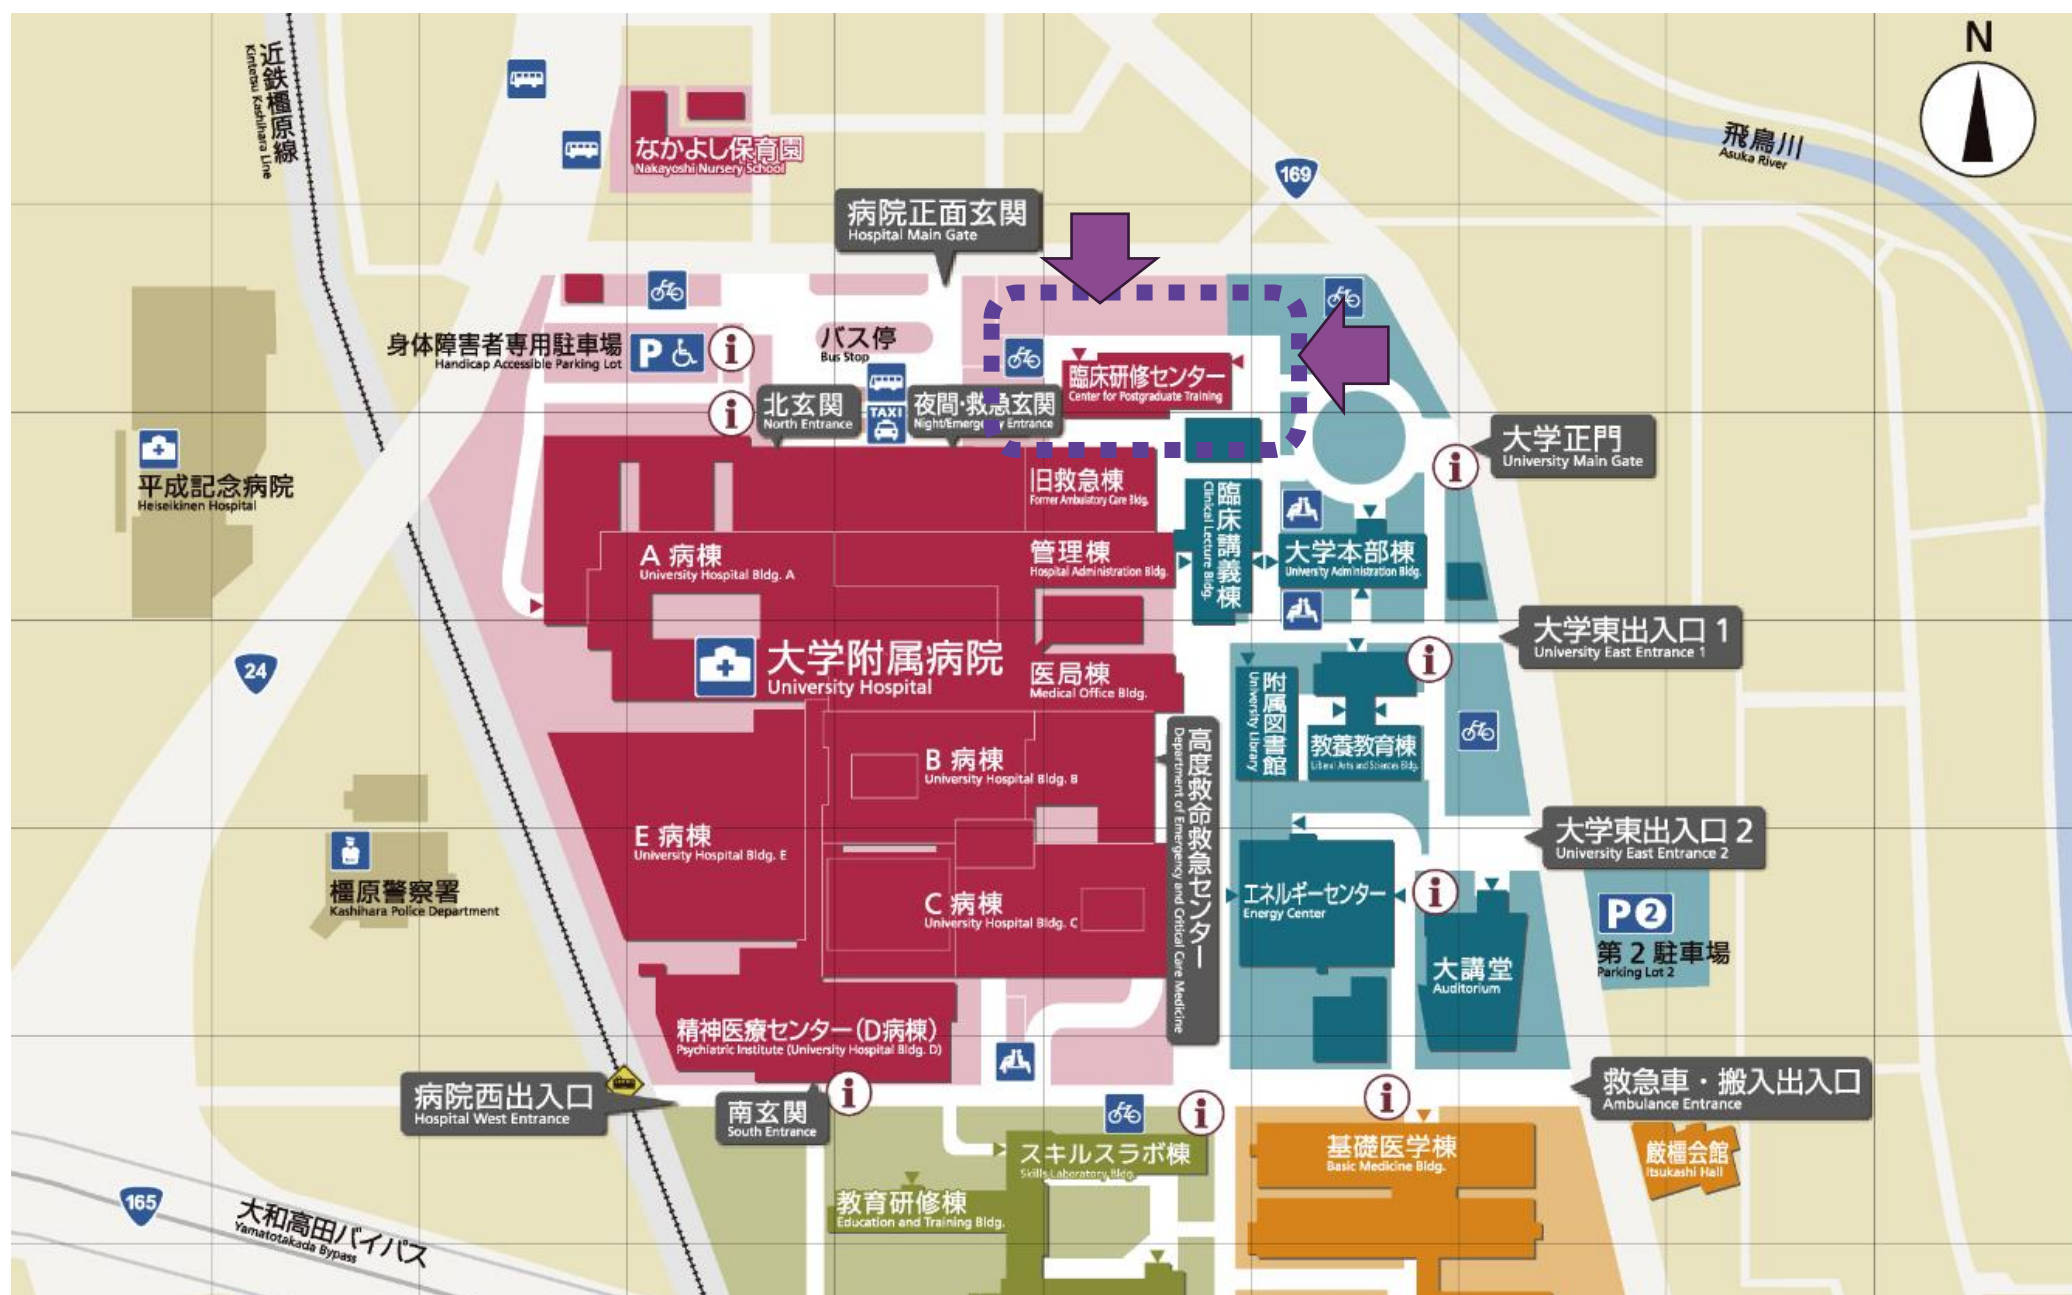 近鉄橿原線
Kintetsu Kashihara Line
なかよし保育園
Nakayoshi Nursery School
N
飛鳥川
Asuka River
169
病院正面玄関
Hospital Main Gate
身体障害者専用駐車場
Handicap Accessible Parking Lot
P
i
バス停
Bus Stop
臨床研修センター
Center for Postgraduate Training
i
北玄関
North Entrance
TAXI
夜間・救急玄関
Night/Emergency Entrance
大学正門
University Main Gate
i
平成記念病院
Heiseikinen Hospital
旧救急棟
Former Ambulatory Care Bldg.
臨床講義棟
Clinical Lecture Bldg.
A 病棟
University Hospital Bldg. A
管理棟
Hospital Administration Bldg.
大学本部棟
University Administration Bldg.
大学東出入口 1
University East Entrance 1
24
大学附属病院
University Hospital
医局棟
Medical Office Bldg.
附属図書館
University Library
i
教養教育棟
Liberal Arts and Sciences Bldg.
B 病棟
University Hospital Bldg. B
高度救命救急センター
Department of Emergency and Critical Care Medicine
E 病棟
University Hospital Bldg. E
大学東出入口 2
University East Entrance 2
橿原警察署
Kashihara Police Department
C 病棟
University Hospital Bldg. C
エネルギーセンター
Energy Center
i
P2
第 2 駐車場
Parking Lot 2
大講堂
Auditorium
精神医療センター(D病棟)
Psychiatric Institute (University Hospital Bldg. D)
病院西出入口
Hospital West Entrance
南玄関
South Entrance
i
i
i
救急車・搬入出入口
Ambulance Entrance
スキルスラボ棟
Skills Laboratory Bldg.
基礎医学棟
Basic Medicine Bldg.
厳橿会館
Itsukashi Hall
165
大和高田バイパス
Yamatotakada Bypass
教育研修棟
Education and Training Bldg.